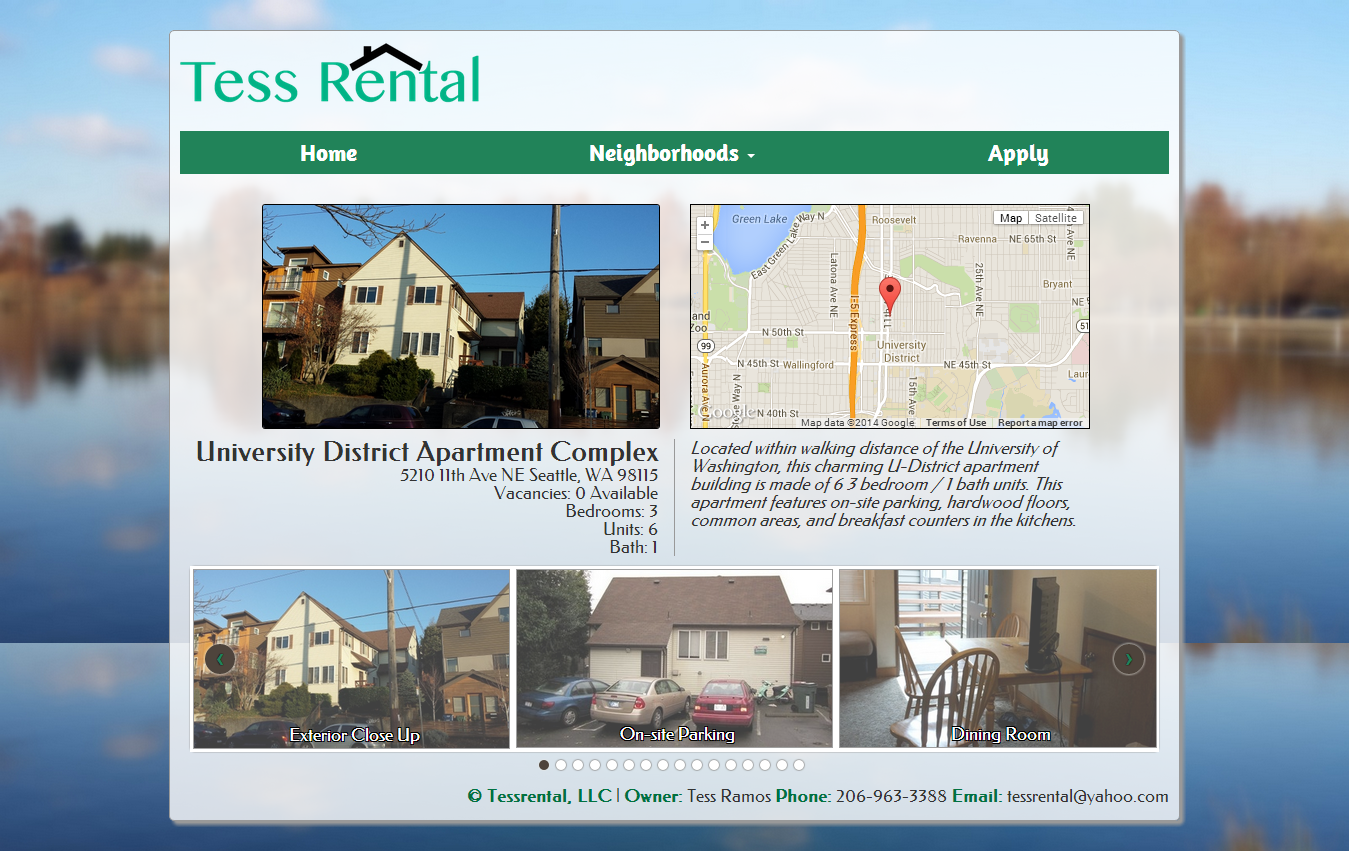 Tess Rental
Home
Neighborhoods
Apply
Green Lake
Way N
East Green Lake Way N
Roosevelt
Map
Satellite
Ravenna
NE 65th St
Ave NE
Latona Ave NE
25th Ave NE
Bryant
I-5 Express
N 50th St
99
University
District
N 45th St
Wallingford
NE 45th St
Aurora Ave N
15th Ave NE
N 40th St
Google
Map data ©2014 Google
Terms of Use
Report a map error
University District Apartment Complex
5210 11th Ave NE Seattle, WA 98115
Vacancies: 0 Available
Bedrooms: 3
Units: 6
Bath: 1
Located within walking distance of the University of
Washington, this charming U-District apartment
building is made of 6 3 bedroom / 1 bath units. This
apartment features on-site parking, hardwood floors,
common areas, and breakfast counters in the kitchens.
Exterior Close Up
On-site Parking
Dining Room
© Tessrental, LLC | Owner: Tess Ramos Phone: 206-963-3388 Email: tessrental@yahoo.com